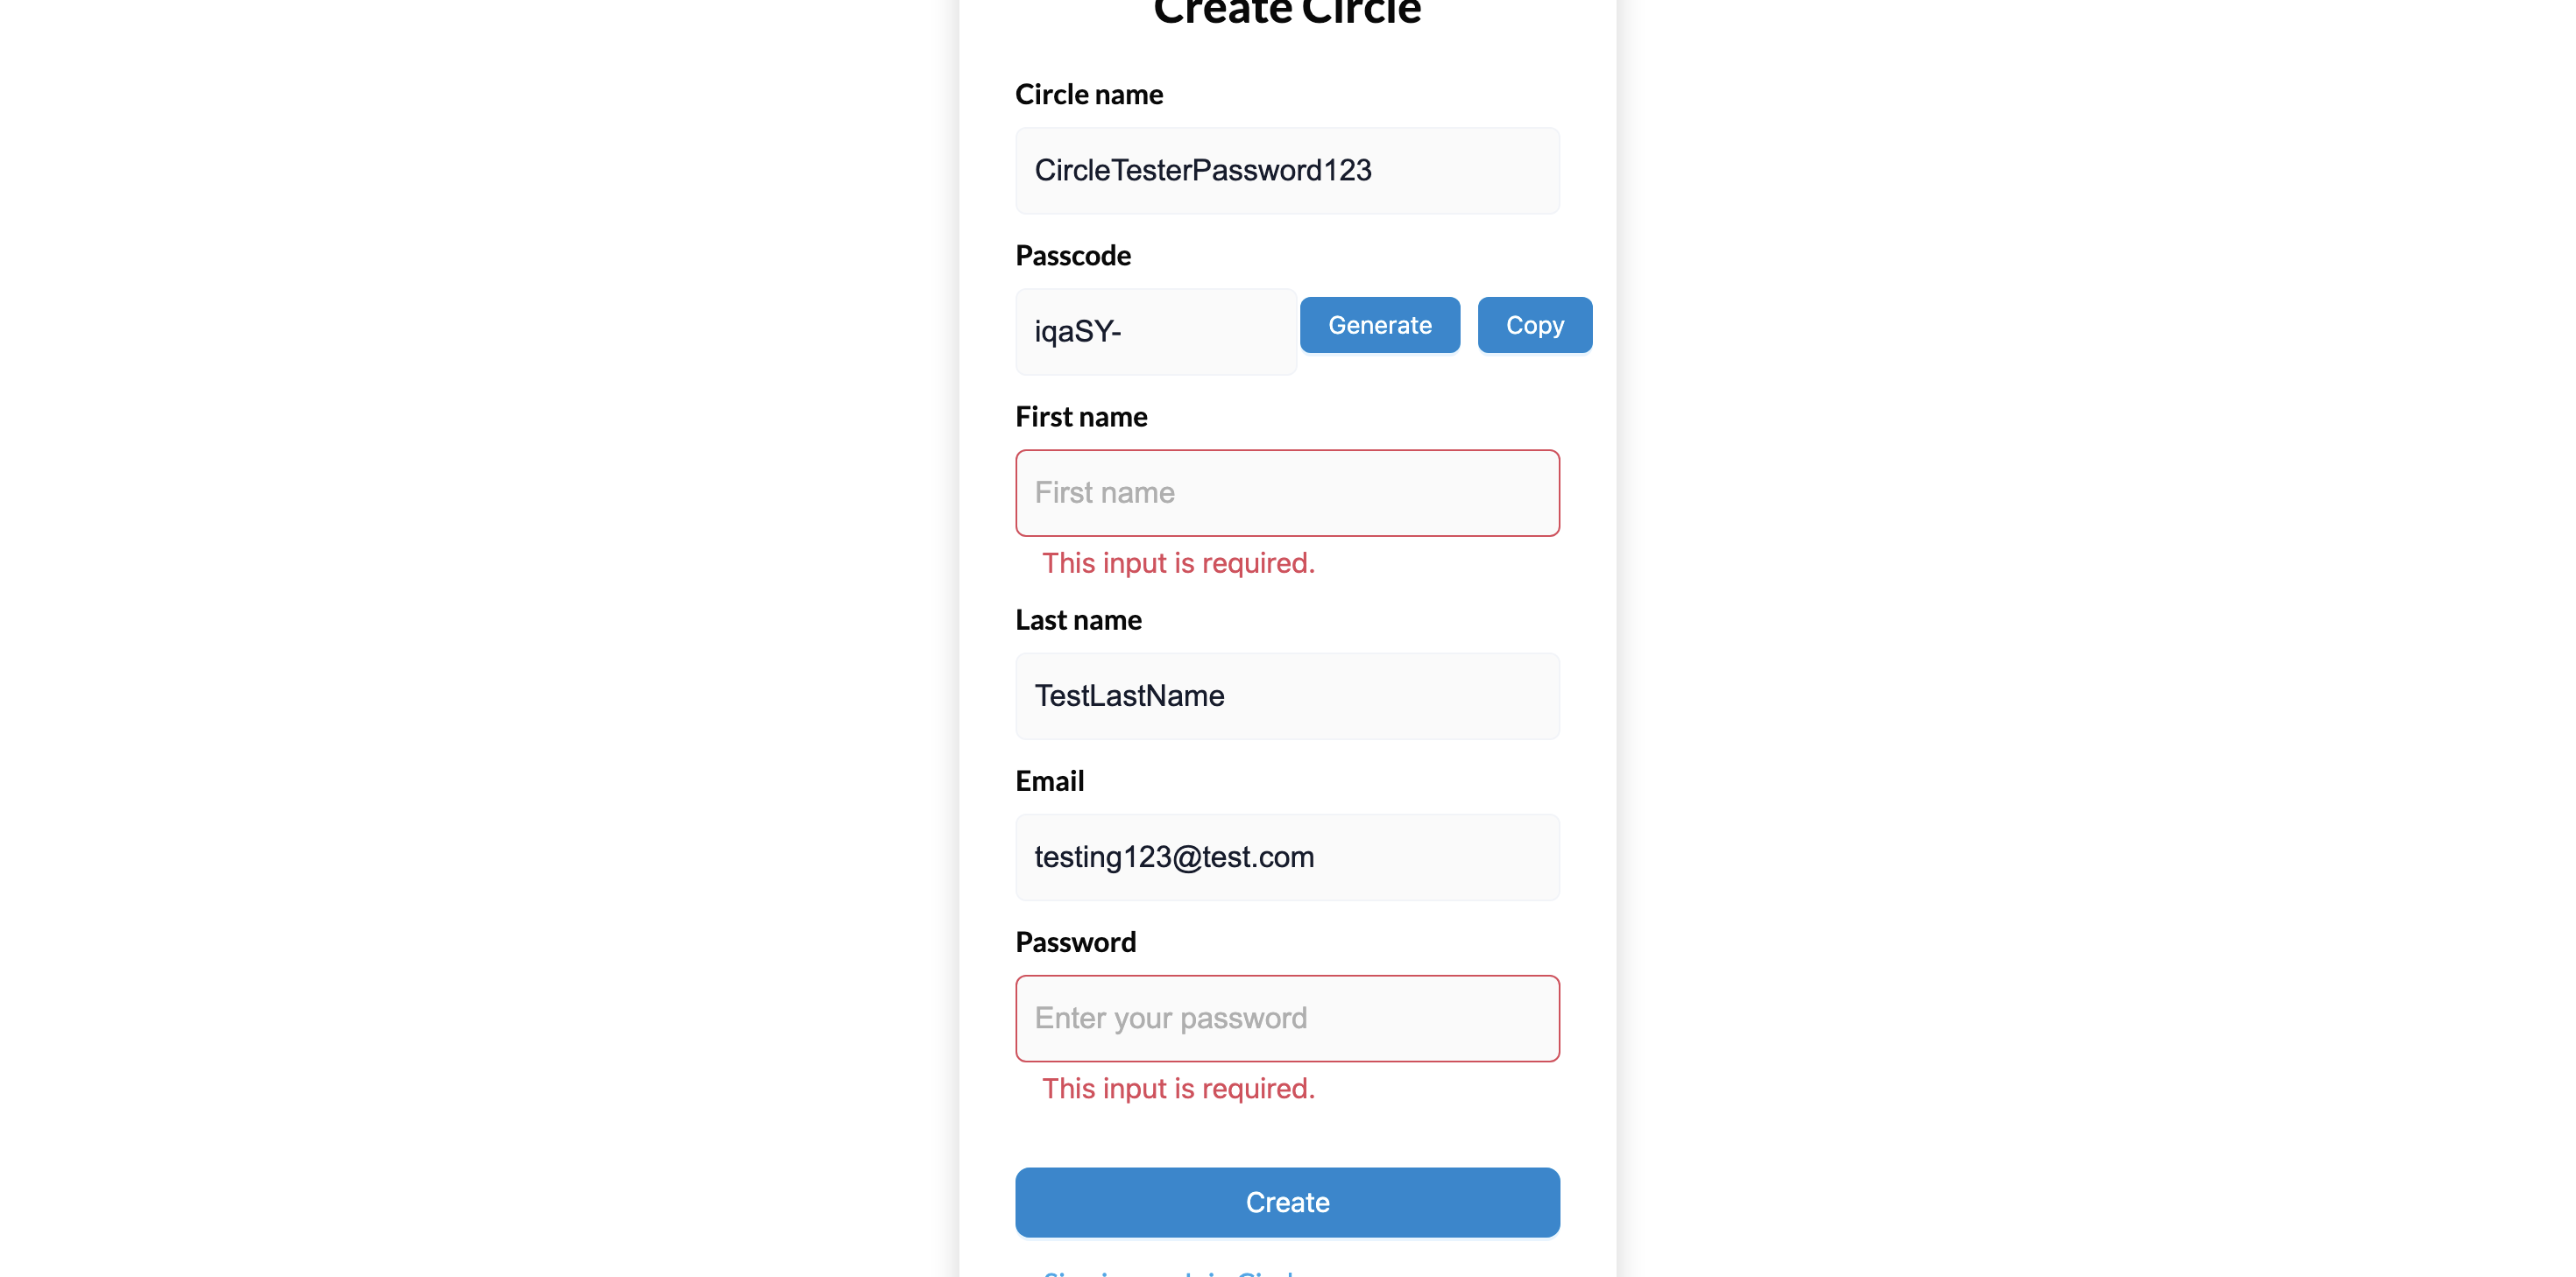 Create Circle
Circle name
CircleTesterPassword123
Passcode
iqaSY-
Generate
Copy
First name
First name
This input is required.
Last name
TestLastName
Email
testing123@test.com
Password
Enter your password
This input is required.
Create